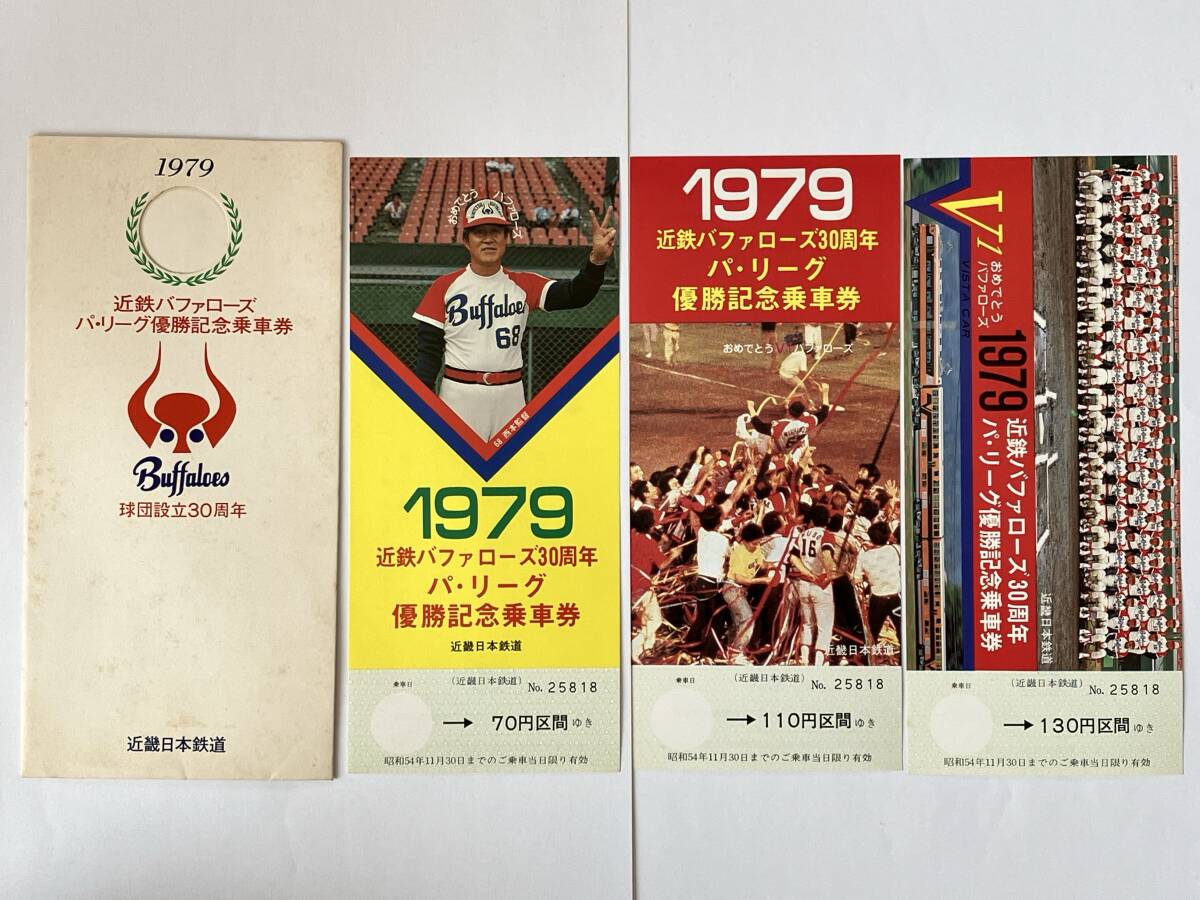 1979
近鉄バファローズ
パ・リーグ優勝記念乗車券
Buffaloes
球団設立30周年
近畿日本鉄道
おめでとう バファローズ
Buffaloes
68
68 西本監督
1979
近鉄バファローズ30周年
パ・リーグ
優勝記念乗車券
近畿日本鉄道
乗車日
(近畿日本鉄道)
No. 25818
→ 70円区間 ゆき
昭和54年11月30日までのご乗車当日限り有効
1979
近鉄バファローズ30周年
パ・リーグ
優勝記念乗車券
おめでとうV1バファローズ
16
近畿日本鉄道
乗車日
(近畿日本鉄道)
No. 25818
→ 110円区間 ゆき
昭和54年11月30日までのご乗車当日限り有効
V1
おめでとう
バファローズ
VISTA CAR
1979
近鉄バファローズ30周年
パ・リーグ優勝記念乗車券
近畿日本鉄道
乗車日
(近畿日本鉄道)
No. 25818
→ 130円区間 ゆき
昭和54年11月30日までのご乗車当日限り有効